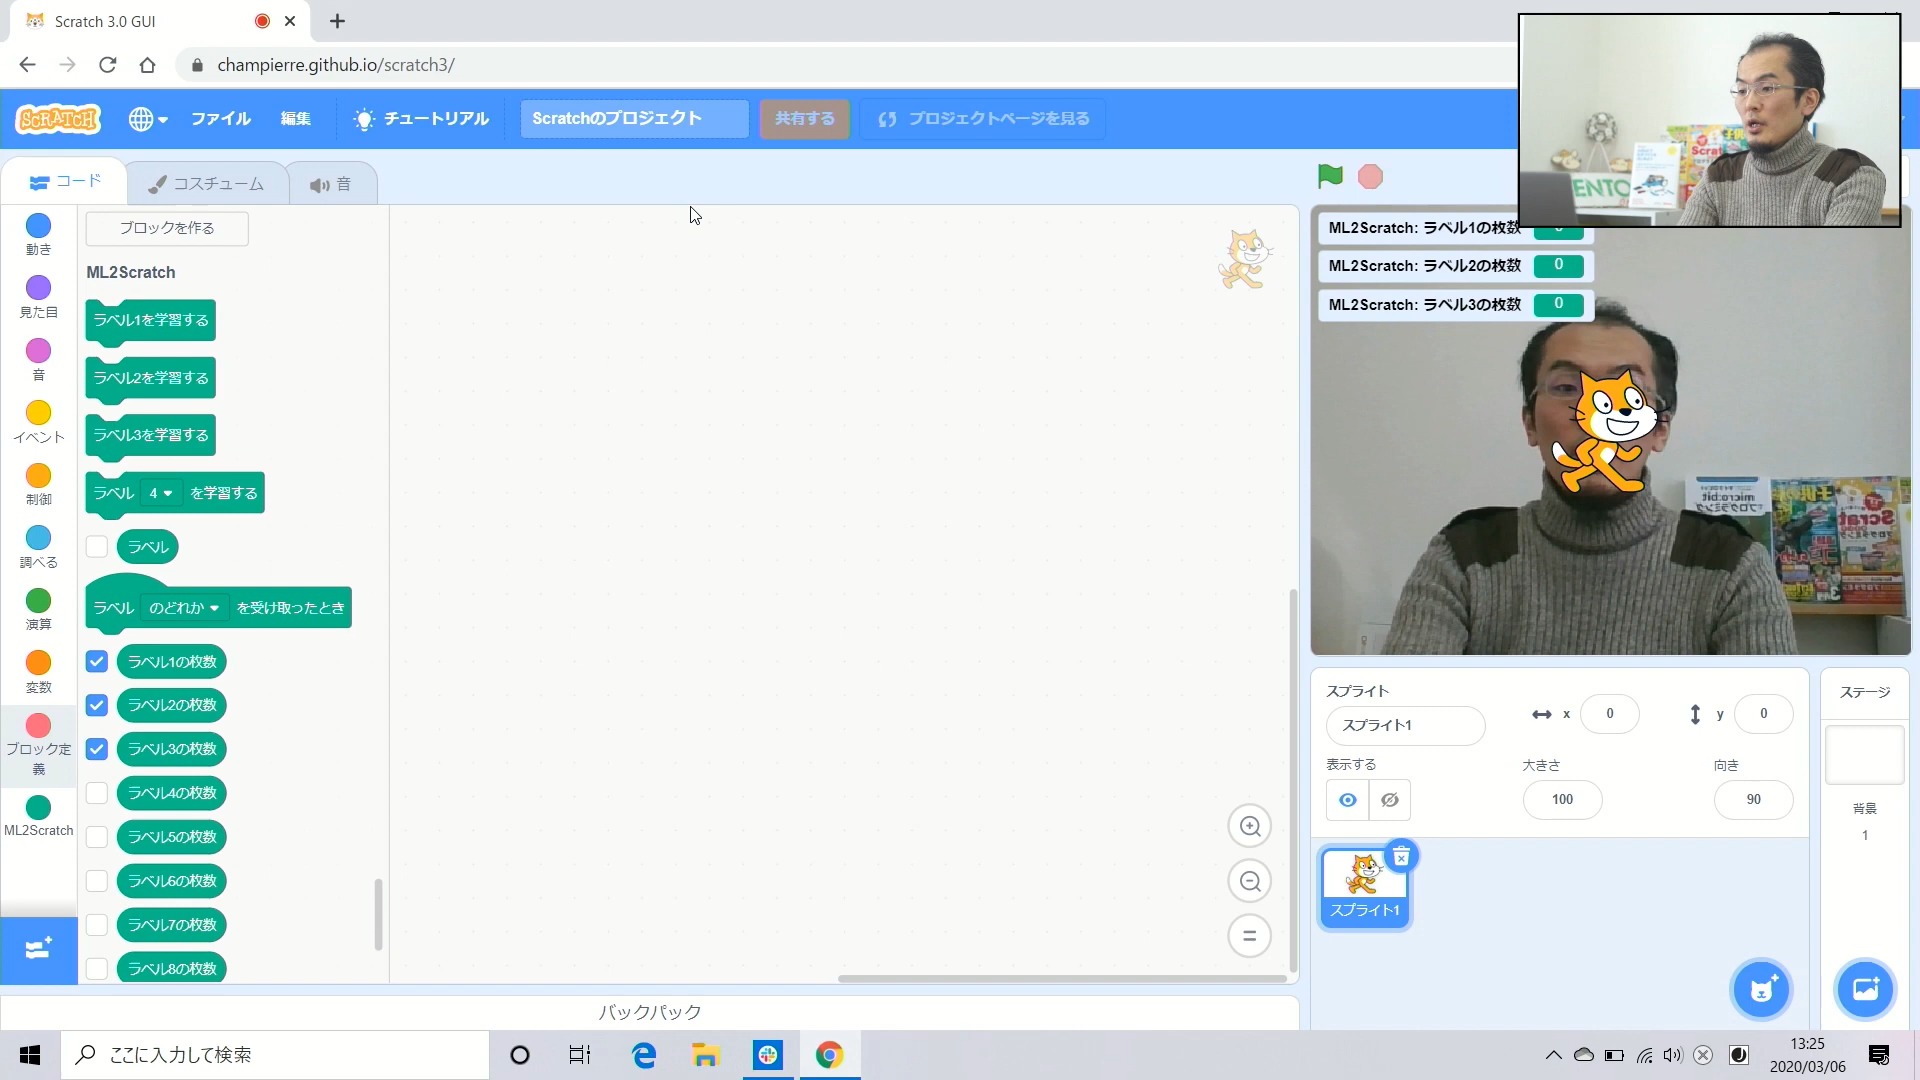 Scratch 3.0 GUI
champierre.github.io/scratch3/
SCRATCH
ファイル
編集
チュートリアル
Scratchのプロジェクト
共有する
プロジェクトページを見る
コード
コスチューム
音
動き
見た目
音
イベント
制御
調べる
演算
変数
ブロック定
義
ML2Scratch
ブロックを作る
ML2Scratch
ラベル1を学習する
ラベル2を学習する
ラベル3を学習する
ラベル 4 を学習する
ラベル
ラベル のどれか を受け取ったとき
ラベル1の枚数
ラベル2の枚数
ラベル3の枚数
ラベル4の枚数
ラベル5の枚数
ラベル6の枚数
ラベル7の枚数
ラベル8の枚数
バックパック
ML2Scratch: ラベル1の枚数
ML2Scratch: ラベル2の枚数 0
ML2Scratch: ラベル3の枚数 0
micro:bit
プログラミング
Scrat
スプライト
スプライト1
x 0
y 0
表示する
大きさ
100
向き
90
スプライト1
ステージ
背景
1
ここに入力して検索
13:25
2020/03/06